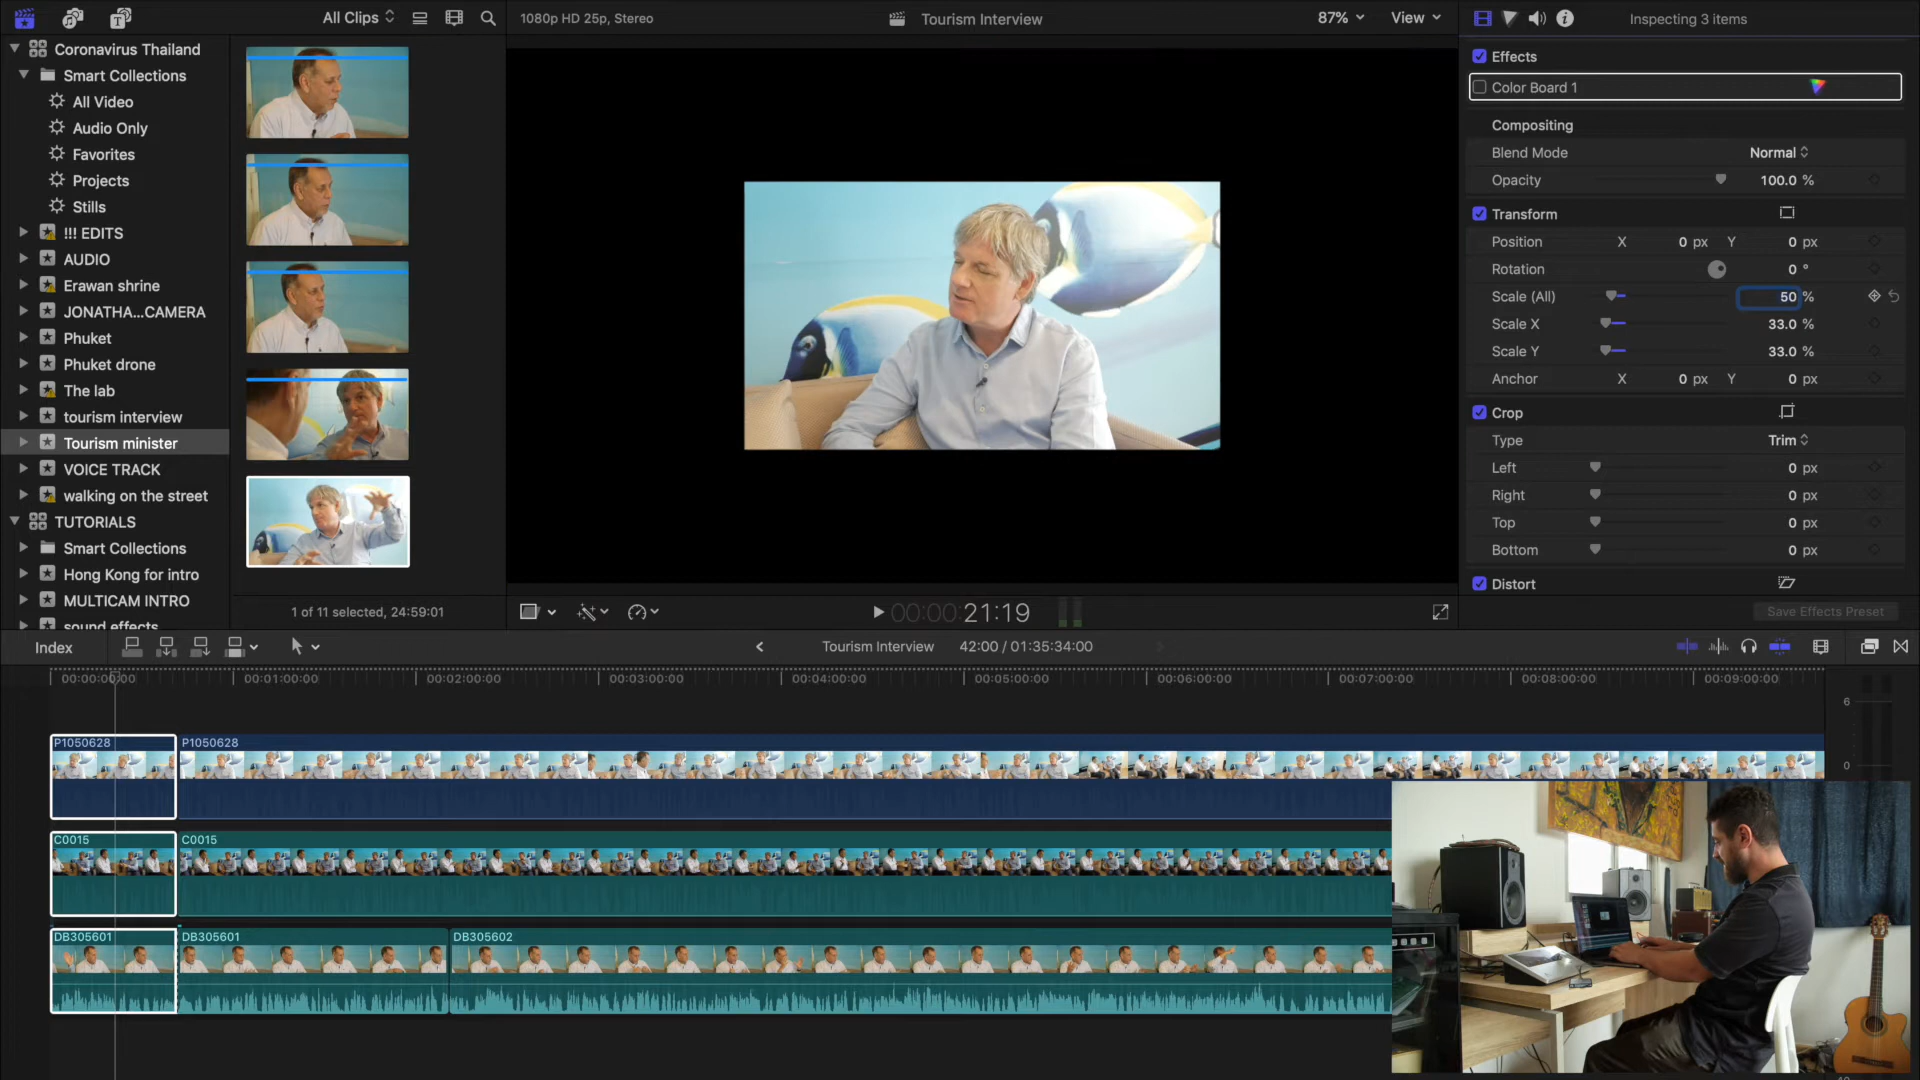 All Clips
1080p HD 25p, Stereo
Tourism Interview
87%
View
Inspecting 3 items
Coronavirus Thailand
Smart Collections
All Video
Audio Only
Favorites
Projects
Stills
!!! EDITS
AUDIO
Erawan shrine
JONATHA...CAMERA
Phuket
Phuket drone
The lab
tourism interview
Tourism minister
VOICE TRACK
walking on the street
TUTORIALS
Smart Collections
Hong Kong for intro
MULTICAM INTRO
sound effects
1 of 11 selected, 24:59:01
00:00:21:19
Effects
Color Board 1
Compositing
Blend Mode Normal
Opacity 100.0 %
Transform
Position X 0 px Y 0 px
Rotation 0 °
Scale (All) 50 %
Scale X 33.0 %
Scale Y 33.0 %
Anchor X 0 px Y 0 px
Crop
Type Trim
Left 0 px
Right 0 px
Top 0 px
Bottom 0 px
Distort
Save Effects Preset
Index
Tourism Interview 42:00 / 01:35:34:00
00:00:00:00 00:01:00:00 00:02:00:00 00:03:00:00 00:04:00:00 00:05:00:00 00:06:00:00 00:07:00:00 00:08:00:00 00:09:00:00
6
0
P1050628 P1050628
C0015 C0015
DB305601 DB305601 DB305602